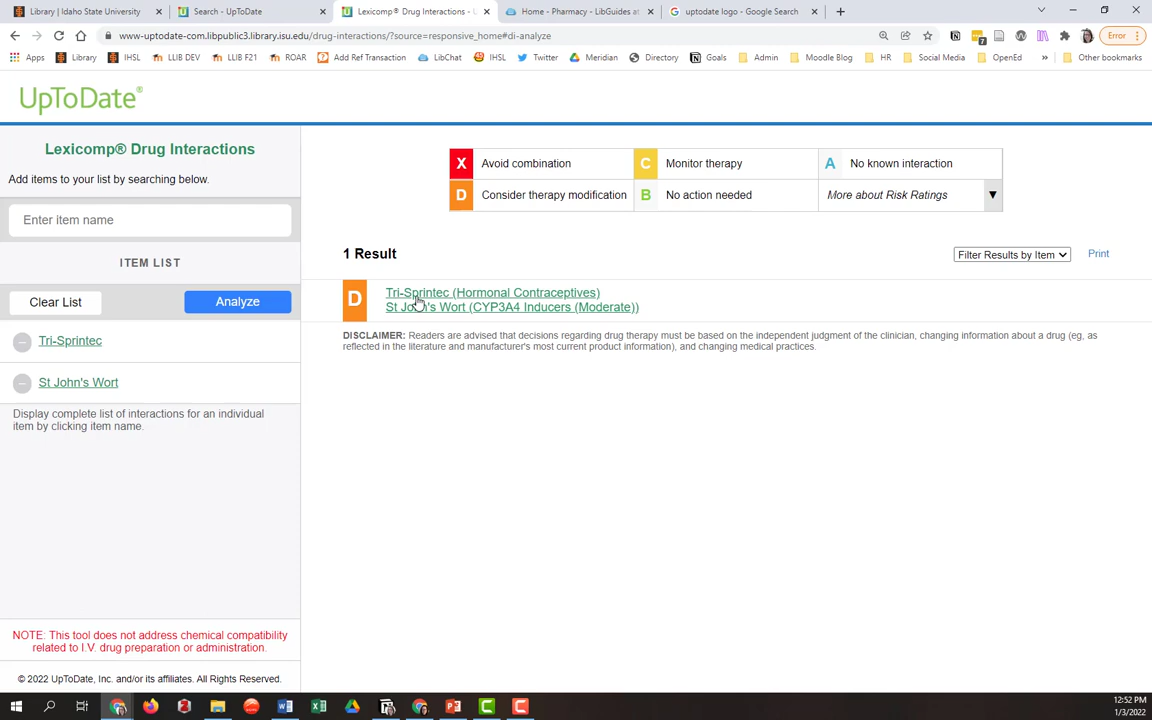 Library | Idaho State University
Search - UpToDate
Lexicomp® Drug Interactions - U
Home - Pharmacy - LibGuides at
uptodate logo - Google Search
www-uptodate-com.libpublic3.library.isu.edu/drug-interactions/?source=responsive_home#di-analyze
Error
Apps
Library
IHSL
LLIB DEV
LLIB F21
ROAR
Add Ref Transaction
LibChat
IHSL
Twitter
Meridian
Directory
Goals
Admin
Moodle Blog
HR
Social Media
OpenEd
»
Other bookmarks
UpToDate®
Lexicomp® Drug Interactions
Add items to your list by searching below.
Enter item name
ITEM LIST
Clear List
Analyze
Tri-Sprintec
St John's Wort
Display complete list of interactions for an individual
item by clicking item name.
NOTE: This tool does not address chemical compatibility
related to I.V. drug preparation or administration.
© 2022 UpToDate, Inc. and/or its affiliates. All Rights Reserved.
X Avoid combination
C Monitor therapy
A No known interaction
D Consider therapy modification
B No action needed
More about Risk Ratings
1 Result
Filter Results by Item
Print
D
Tri-Sprintec (Hormonal Contraceptives)
St John's Wort (CYP3A4 Inducers (Moderate))
DISCLAIMER: Readers are advised that decisions regarding drug therapy must be based on the independent judgment of the clinician, changing information about a drug (eg, as
reflected in the literature and manufacturer's most current product information), and changing medical practices.
12:52 PM
1/3/2022